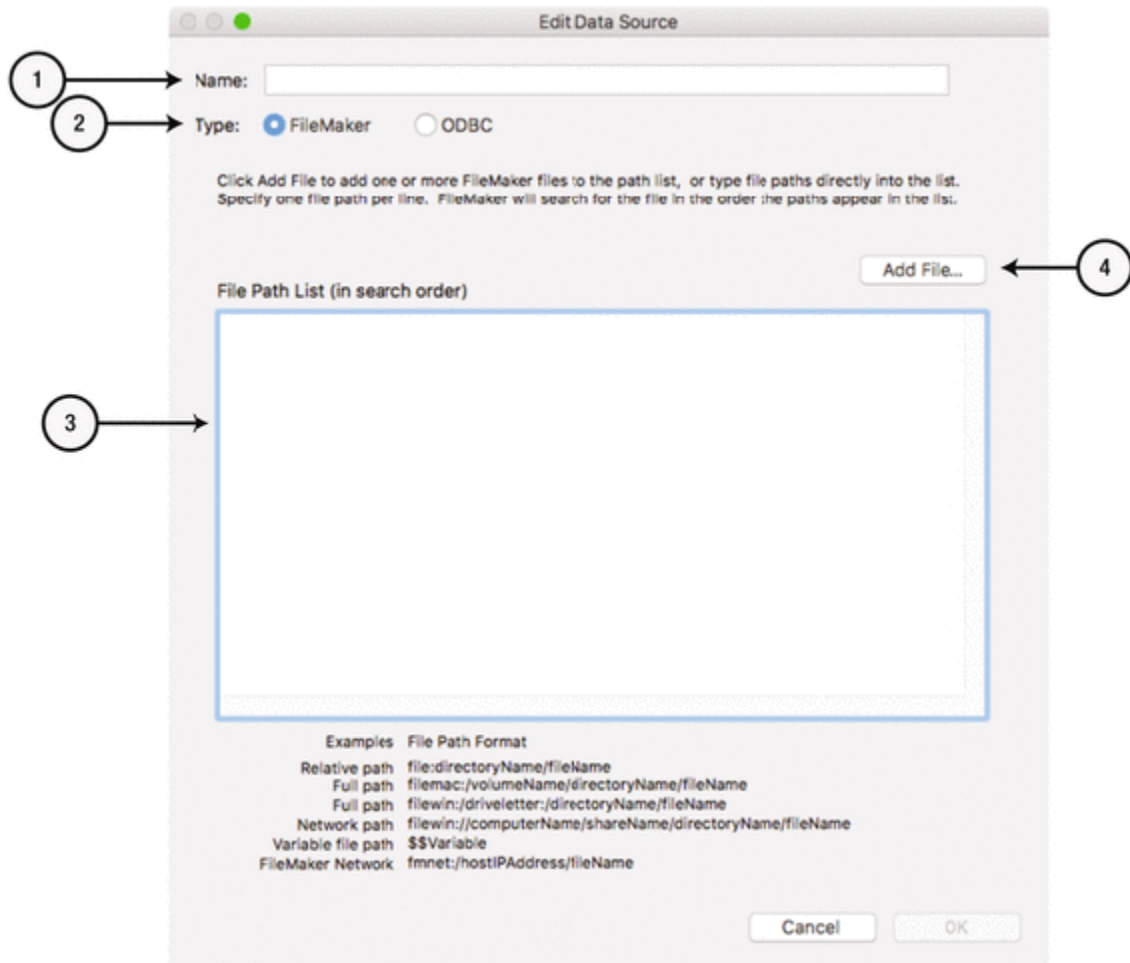 Edit Data Source
1
Name:
2
Type: FileMaker ODBC
Click Add File to add one or more FileMaker files to the path list, or type file paths directly into the list.
Specify one file path per line. FileMaker will search for the file in the order the paths appear in the list.
Add File...
4
File Path List (in search order)
3
Examples File Path Format
Relative path file:directoryName/fileName
Full path filemac:/volumeName/directoryName/fileName
Full path filewin:/driveletter:/directoryName/fileName
Network path filewin://computerName/shareName/directoryName/fileName
Variable file path $$Variable
FileMaker Network fmnet:/hostIPAddress/fileName
Cancel OK